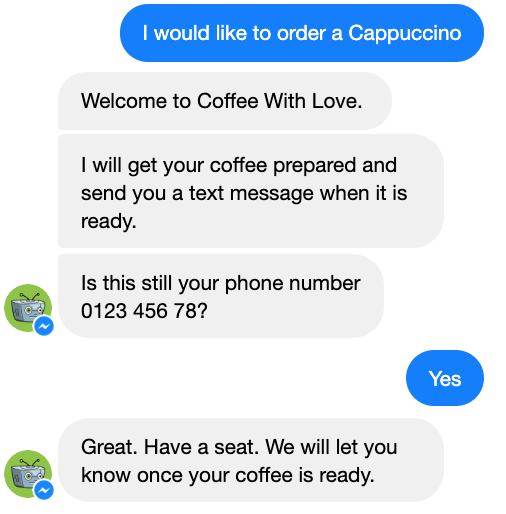 I would like to order a Cappuccino
Welcome to Coffee With Love.
I will get your coffee prepared and
send you a text message when it is
ready.
Is this still your phone number
0123 456 78?
Yes
Great. Have a seat. We will let you
know once your coffee is ready.